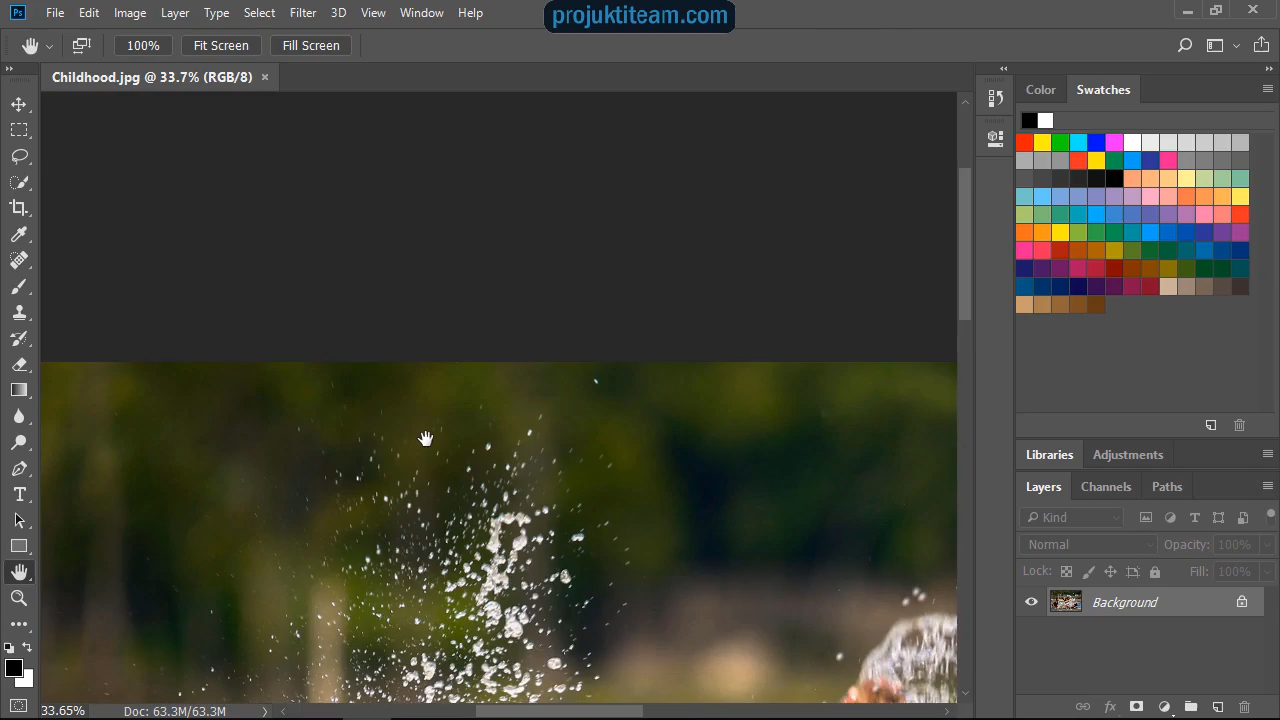 Ps File Edit Image Layer Type Select Filter 3D View Window Help
projuktiteam.com
100% Fit Screen Fill Screen
Childhood.jpg @ 33.7% (RGB/8) ×
Color Swatches
Libraries Adjustments
Layers Channels Paths
Kind
Normal Opacity: 100%
Lock: Fill: 100%
Background
33.65% Doc: 63.3M/63.3M